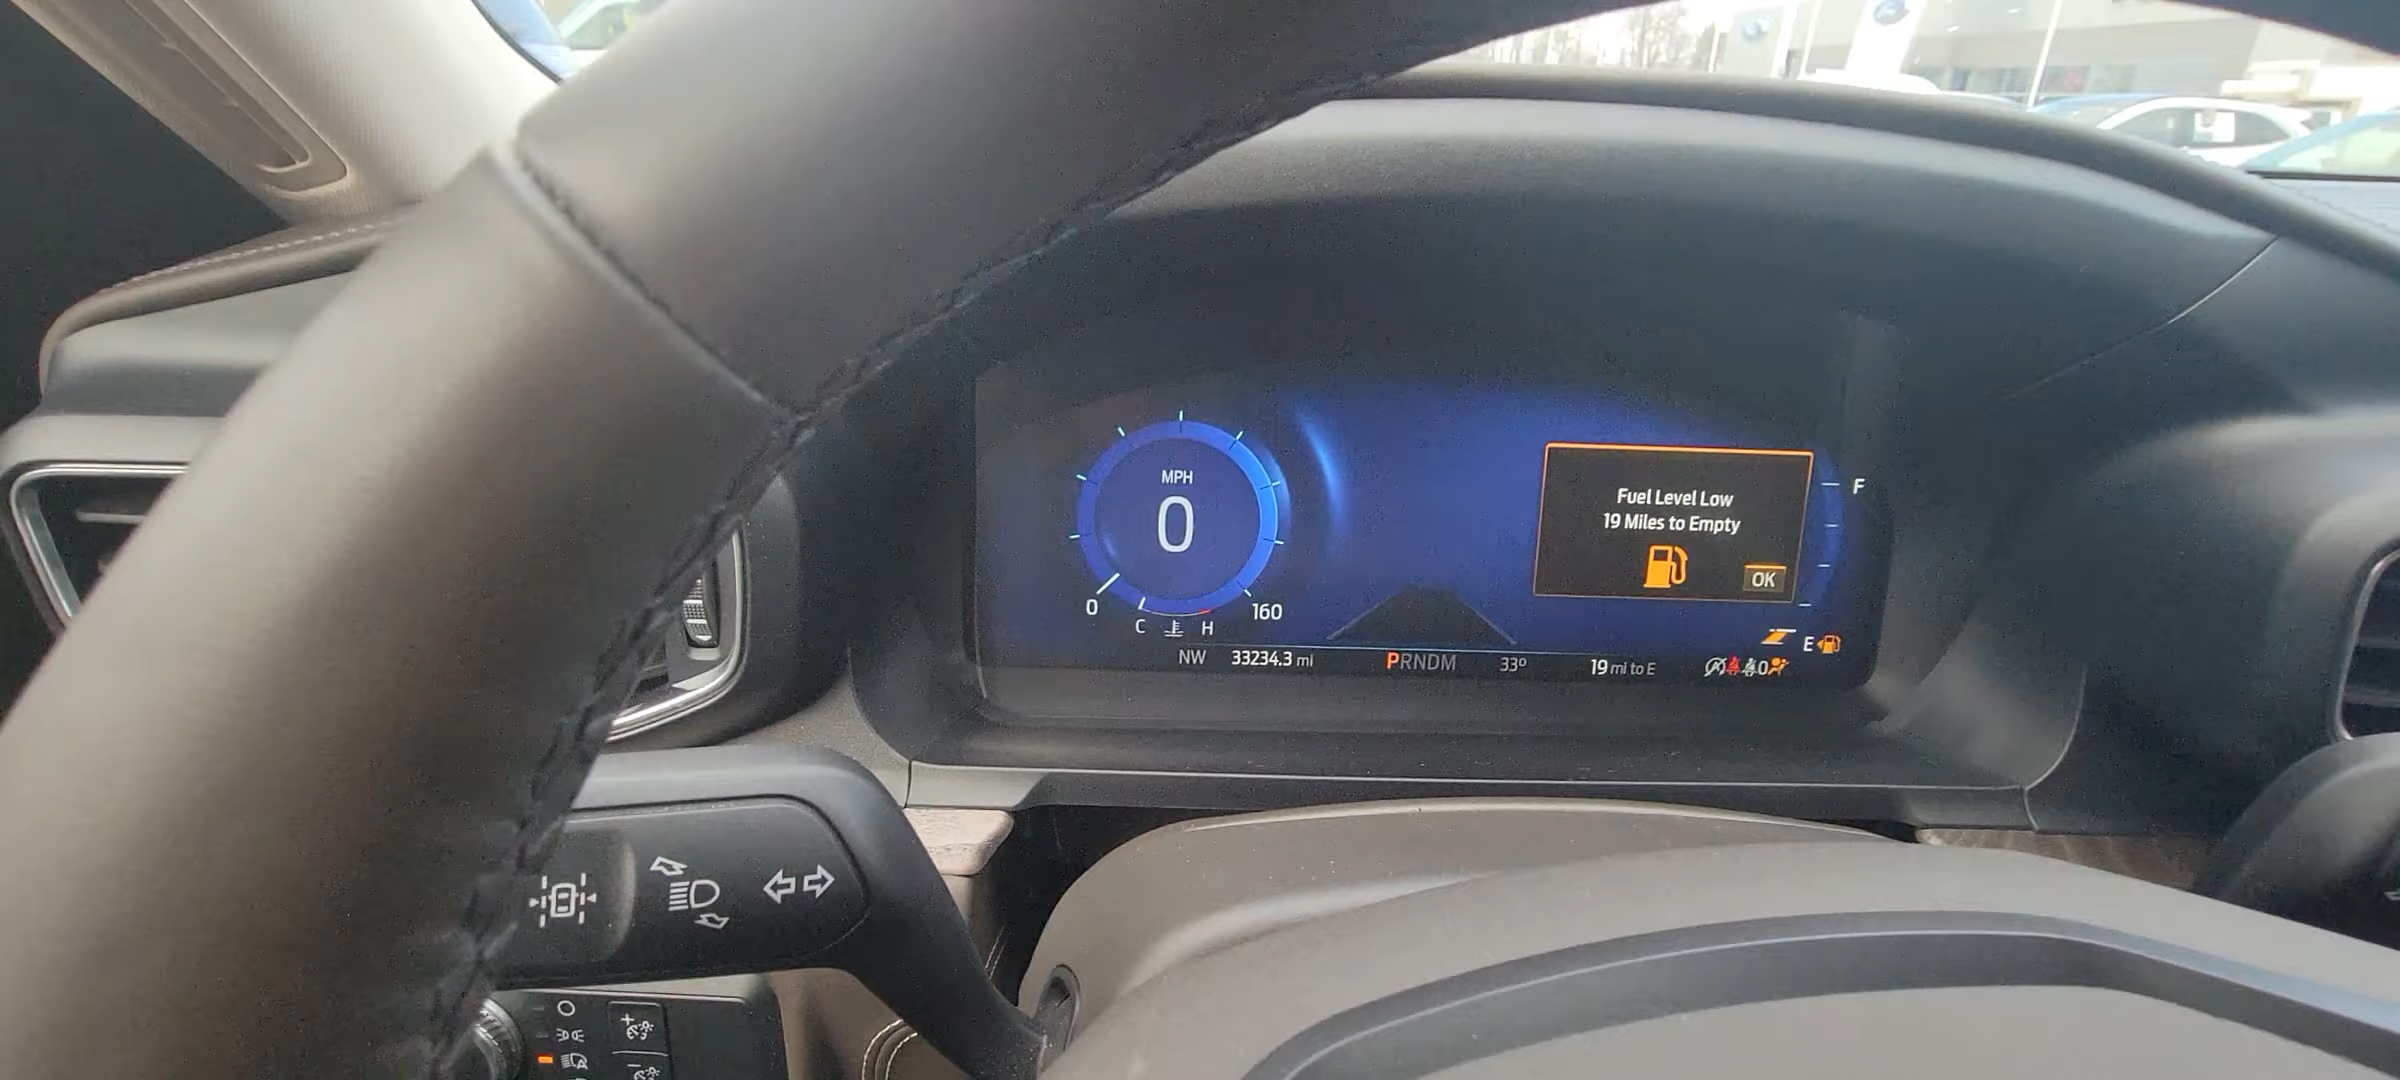 MPH
0
0
160
C
H
Fuel Level Low
19 Miles to Empty
OK
F
E
NW 33234.3 mi PRNDM 33° 19 mi to E